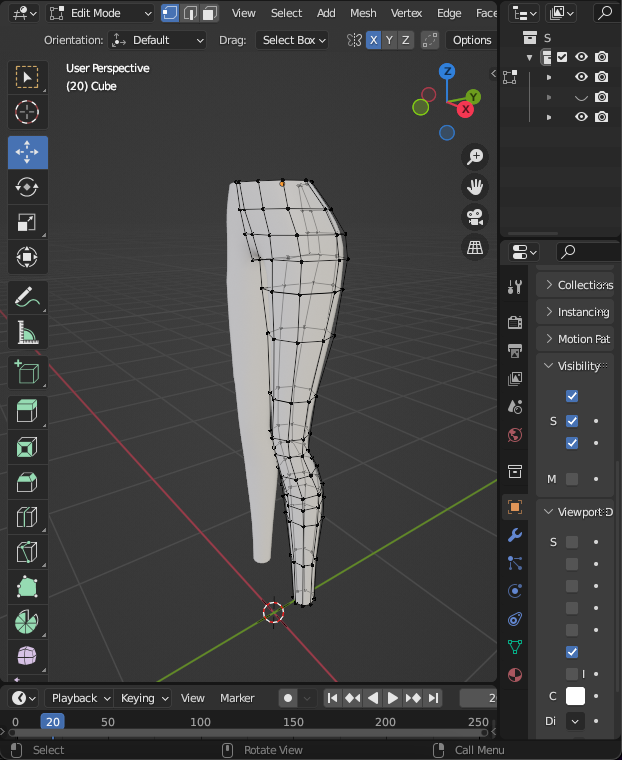 Edit Mode View Select Add Mesh Vertex Edge Face
Orientation: Default Drag: Select Box X Y Z Options
User Perspective
(20) Cube
Z
Y
X
S
Collections
Instancing
Motion Pat
Visibility
S
M
Viewport D
S
C
Di
Playback Keying View Marker 2
0 20 50 100 150 200 250
Select Rotate View Call Menu